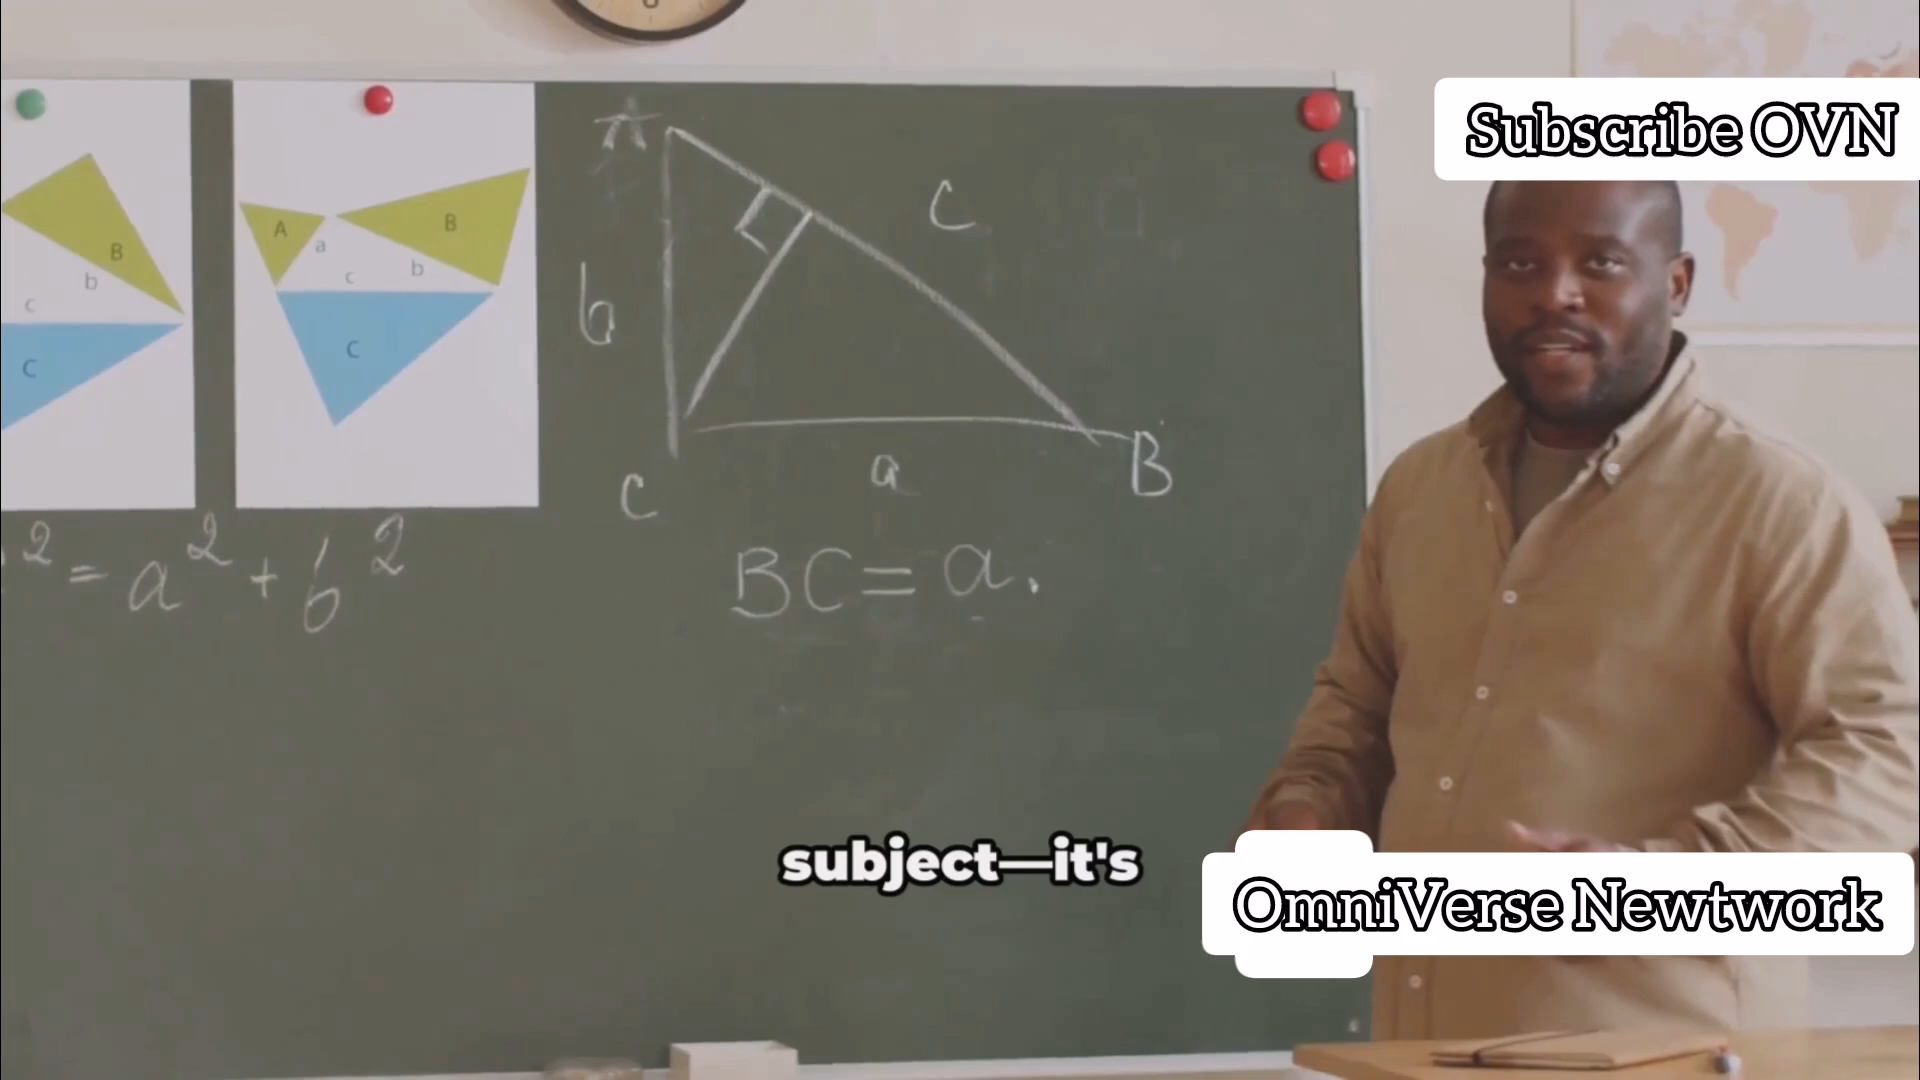 Subscribe OVN
A
B
a
b
c
C
B
b
c
C
A
b
c
C
a
B
² = a² + b²
BC = a.
subject—it's
OmniVerse Newtwork